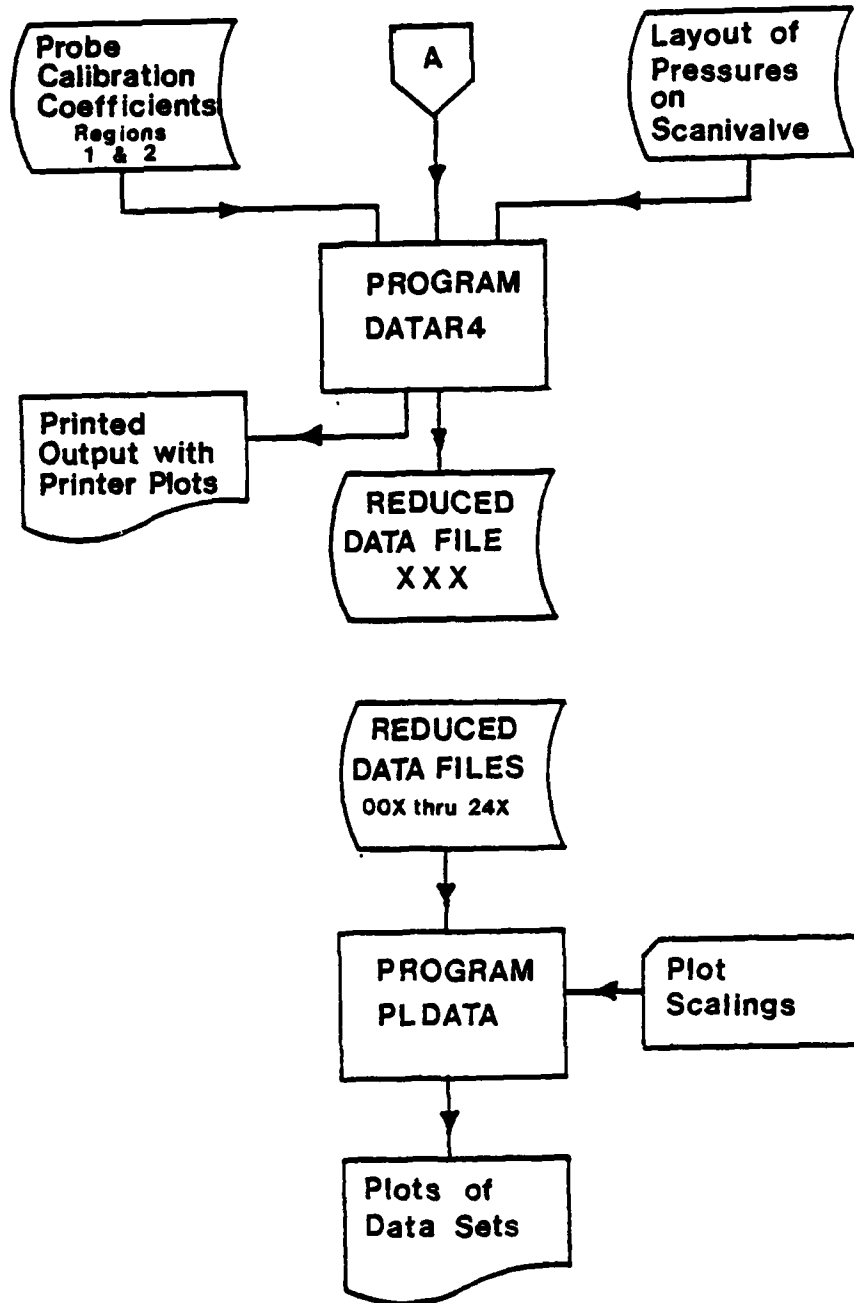 Probe
Calibration
Coefficients
Regions
1 & 2
A
Layout of
Pressures
on
Scanivalve
PROGRAM
DATAR4
Printed
Output with
Printer Plots
REDUCED
DATA FILE
XXX
REDUCED
DATA FILES
00X thru 24X
PROGRAM
PLDATA
Plot
Scalings
Plots of
Data Sets